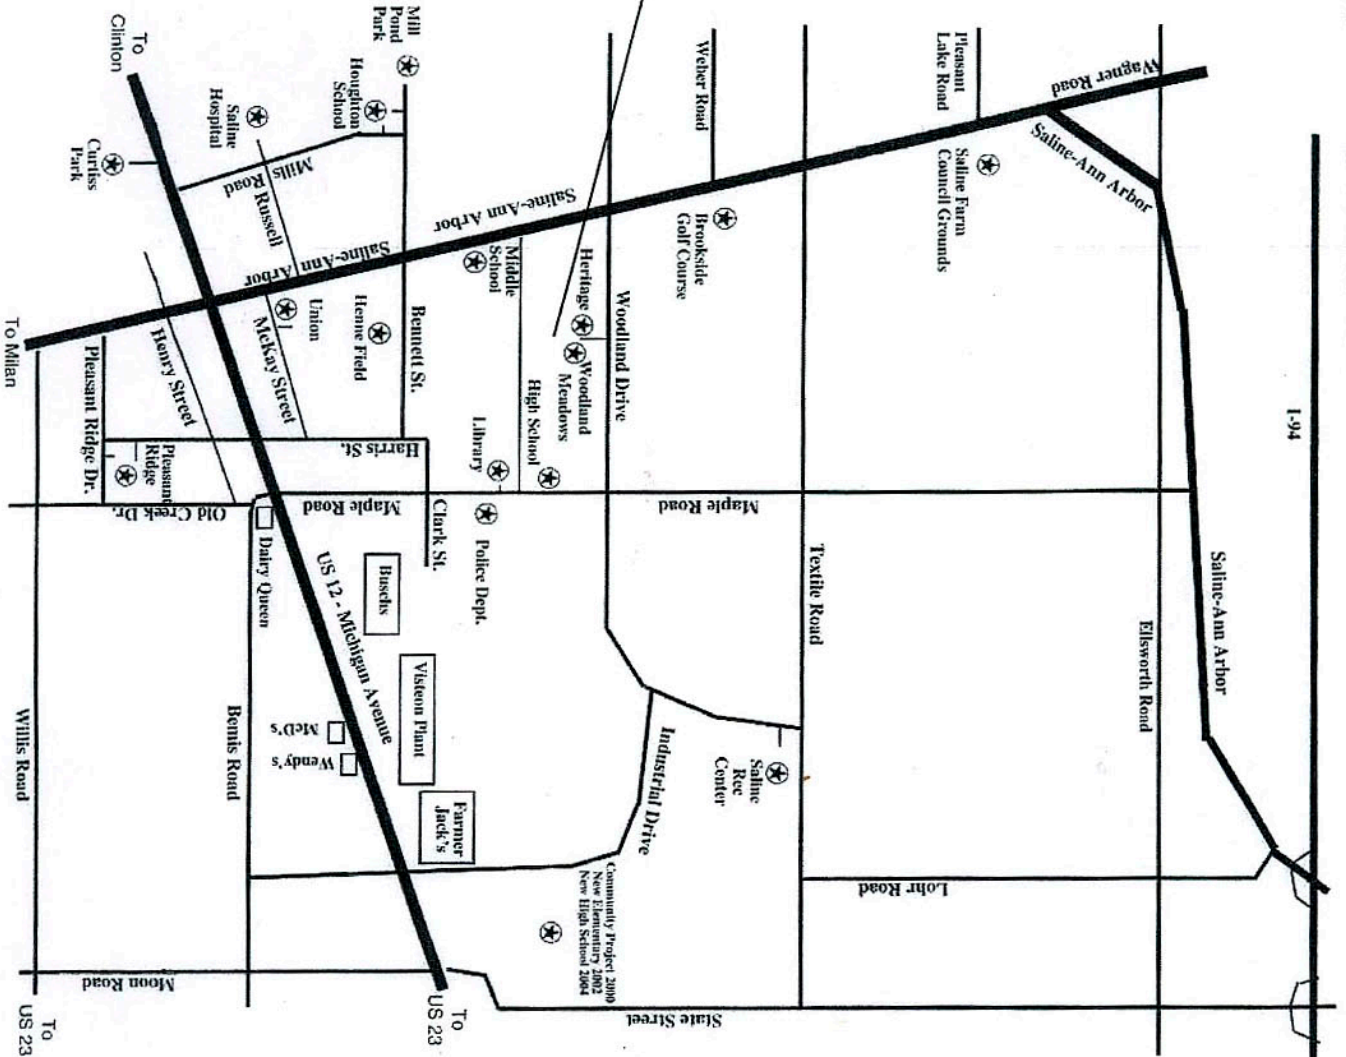 I-94
Wagner Road
Saline-Ann Arbor
Saline-Ann Arbor
Ellsworth Road
Pleasant
Lake Road
Saline Farm
Council Grounds
Lohr Road
Textile Road
Weber Road
Brookside
Golf Course
Maple Road
Saline
Rec
Center
State Street
Woodland Drive
Heritage
Woodland
Meadows
Industrial Drive
Community Project 2000
New Elementary 2002
New High School 2004
Saline-Ann Arbor
Middle
School
High School
Library
Police Dept.
Mill
Pond
Park
Houghton
School
Bennett St.
Henne Field
Harris St.
Clark St.
Maple Road
Buschs
Visteon Plant
Farmer
Jack's
Saline-Ann Arbor
Union
McKay Street
Russell
Mills Road
Saline
Hospital
US 12 - Michigan Avenue
McD's
Wendy's
To
US 23
Dairy Queen
Bemis Road
Old Creek Dr.
Henry Street
Pleasant
Ridge
Pleasant Ridge Dr.
Curtiss
Park
To
Clinton
To Milan
Willis Road
Moon Road
To
US 23